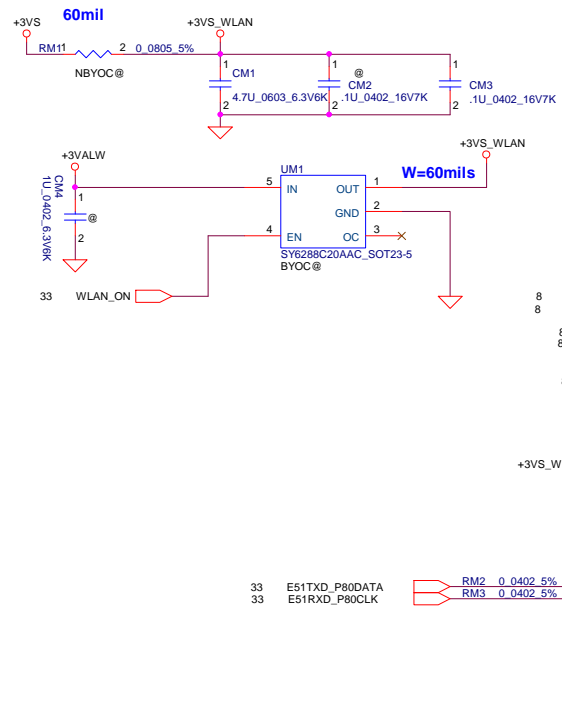 60mil
+3VS
+3VS_WLAN
RM1
1
2
0_0805_5%
NBYOC@
1
CM1
4.7U_0603_6.3V6K
2
1
@
CM2
.1U_0402_16V7K
2
1
CM3
.1U_0402_16V7K
2
+3VALW
+3VS_WLAN
CM4
1U_0402_6.3V6K
1
@
2
UM1
W=60mils
5
IN
OUT
1
GND
2
4
EN
OC
3
SY6288C20AAC_SOT23-5
BYOC@
33 WLAN_ON
8
8
+3VS_W
33 E51TXD_P80DATA
RM2 0_0402_5%
33 E51RXD_P80CLK
RM3 0_0402_5%